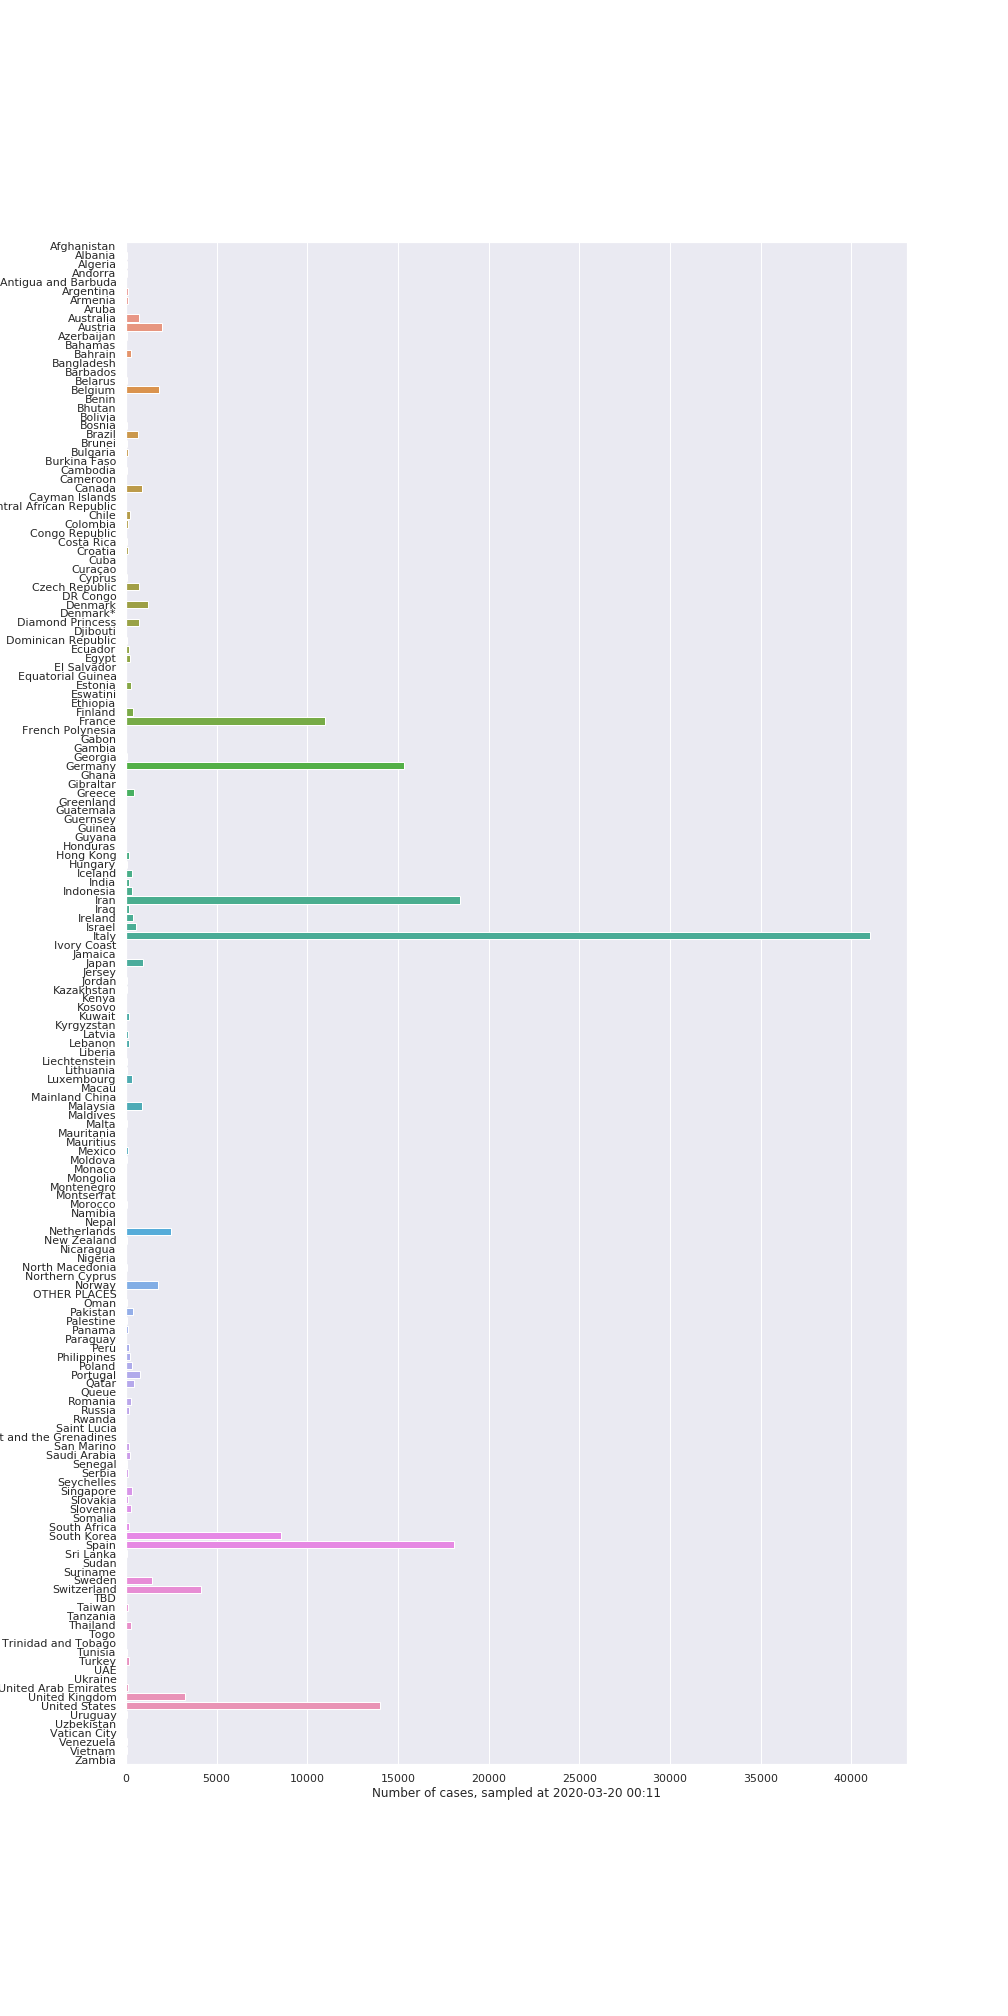 Afghanistan
Albania
Algeria
Andorra
Antigua and Barbuda
Argentina
Armenia
Aruba
Australia
Austria
Azerbaijan
Bahamas
Bahrain
Bangladesh
Barbados
Belarus
Belgium
Benin
Bhutan
Bolivia
Bosnia
Brazil
Brunei
Bulgaria
Burkina Faso
Cambodia
Cameroon
Canada
Cayman Islands
ntral African Republic
Chile
Colombia
Congo Republic
Costa Rica
Croatia
Cuba
Curaçao
Cyprus
Czech Republic
DR Congo
Denmark
Denmark*
Diamond Princess
Djibouti
Dominican Republic
Ecuador
Egypt
El Salvador
Equatorial Guinea
Estonia
Eswatini
Ethiopia
Finland
France
French Polynesia
Gabon
Gambia
Georgia
Germany
Ghana
Gibraltar
Greece
Greenland
Guatemala
Guernsey
Guinea
Guyana
Honduras
Hong Kong
Hungary
Iceland
India
Indonesia
Iran
Iraq
Ireland
Israel
Italy
Ivory Coast
Jamaica
Japan
Jersey
Jordan
Kazakhstan
Kenya
Kosovo
Kuwait
Kyrgyzstan
Latvia
Lebanon
Liberia
Liechtenstein
Lithuania
Luxembourg
Macau
Mainland China
Malaysia
Maldives
Malta
Mauritania
Mauritius
Mexico
Moldova
Monaco
Mongolia
Montenegro
Montserrat
Morocco
Namibia
Nepal
Netherlands
New Zealand
Nicaragua
Nigeria
North Macedonia
Northern Cyprus
Norway
OTHER PLACES
Oman
Pakistan
Palestine
Panama
Paraguay
Peru
Philippines
Poland
Portugal
Qatar
Queue
Romania
Russia
Rwanda
Saint Lucia
t and the Grenadines
San Marino
Saudi Arabia
Senegal
Serbia
Seychelles
Singapore
Slovakia
Slovenia
Somalia
South Africa
South Korea
Spain
Sri Lanka
Sudan
Suriname
Sweden
Switzerland
TBD
Taiwan
Tanzania
Thailand
Togo
Trinidad and Tobago
Tunisia
Turkey
UAE
Ukraine
United Arab Emirates
United Kingdom
United States
Uruguay
Uzbekistan
Vatican City
Venezuela
Vietnam
Zambia
0 5000 10000 15000 20000 25000 30000 35000 40000
Number of cases, sampled at 2020-03-20 00:11